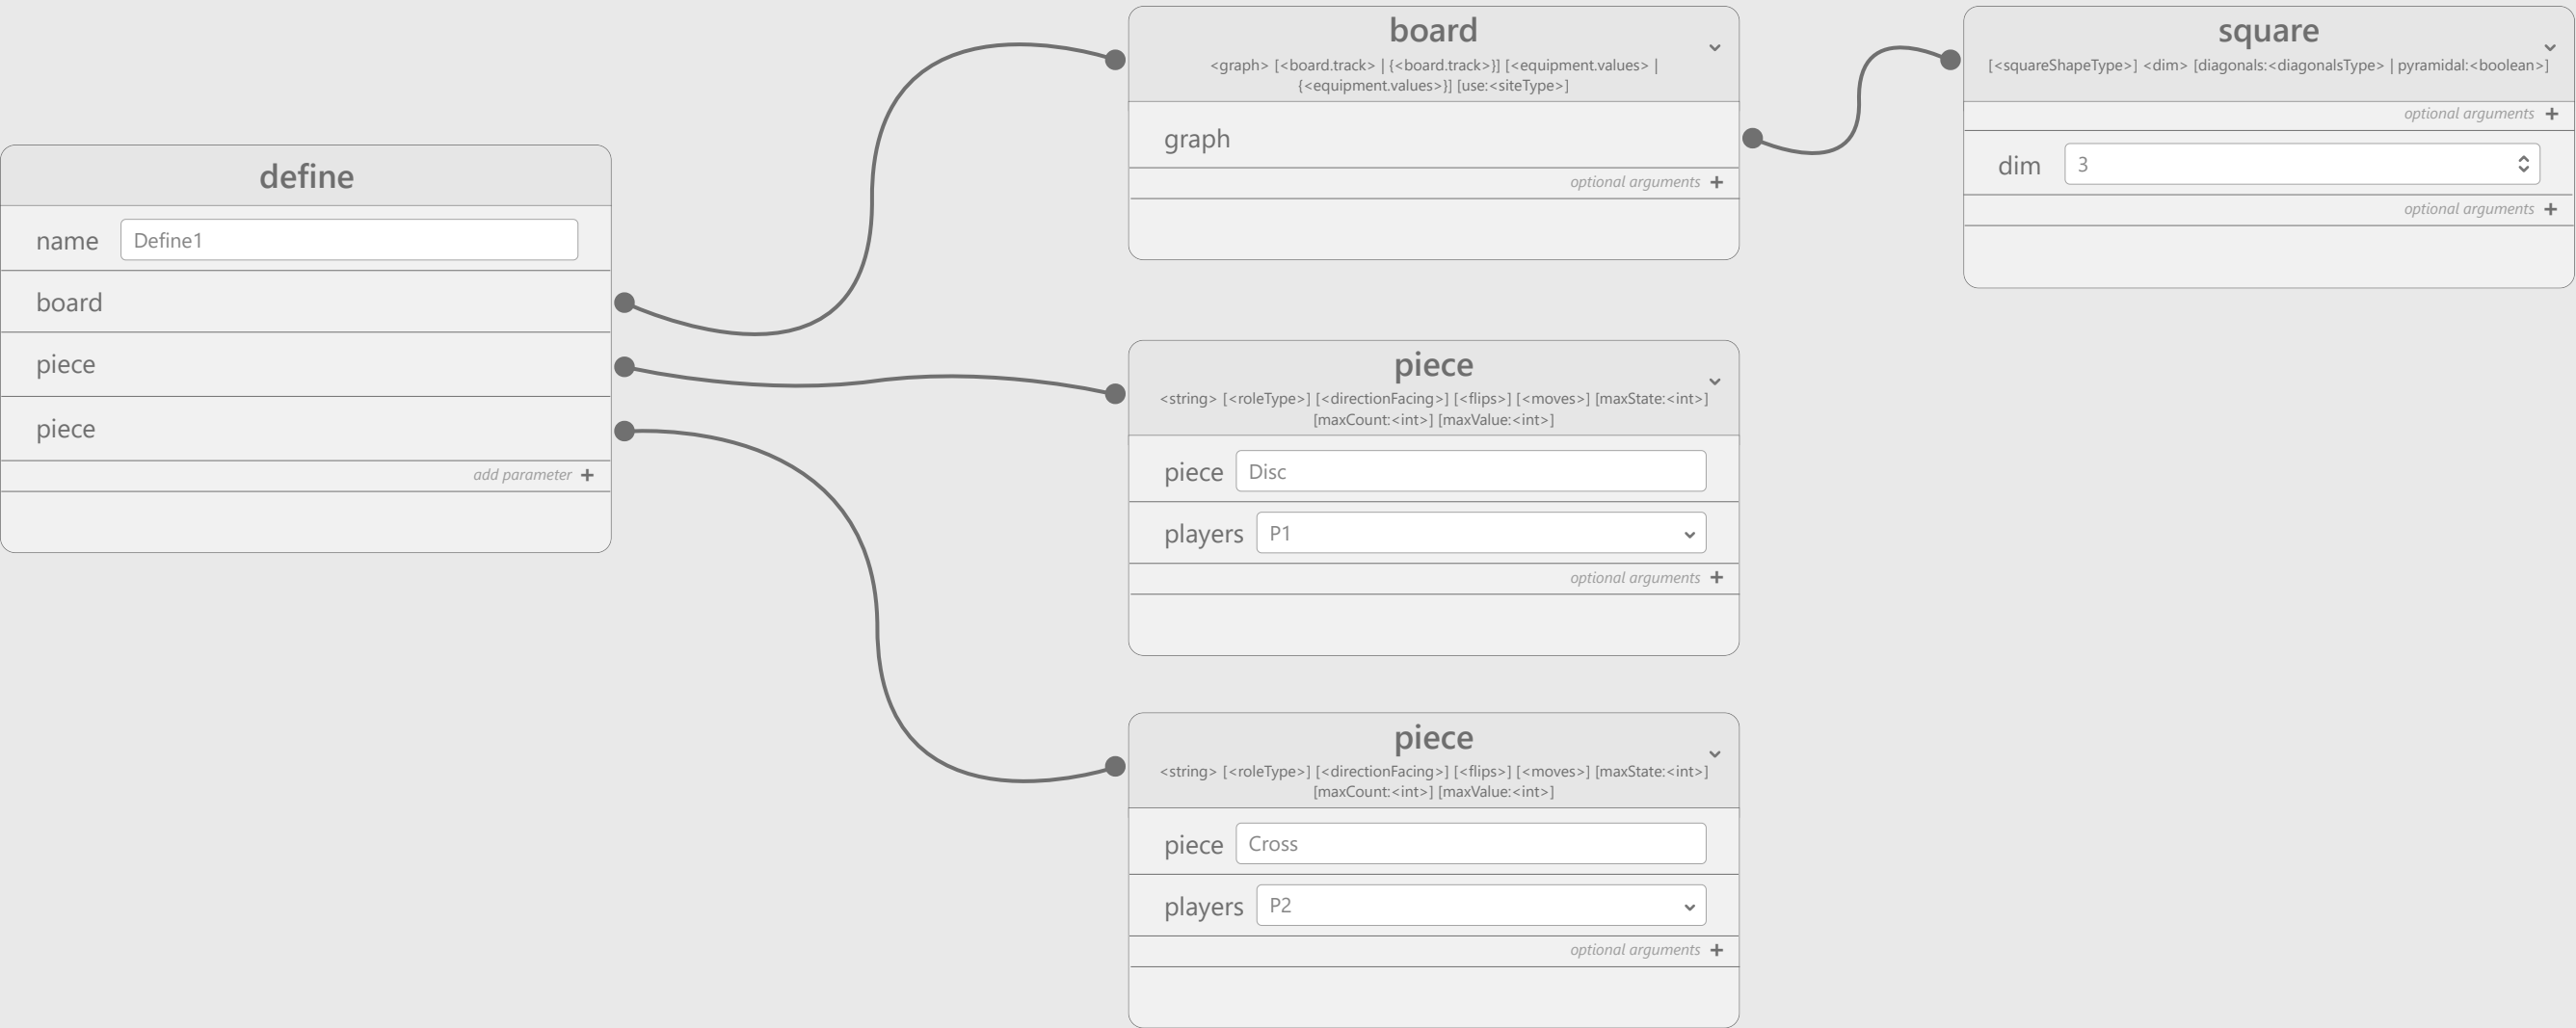 define
name Define1
board
piece
piece
add parameter +
board
<graph> [<board.track> | {<board.track>}] [<equipment.values> |
{<equipment.values>}] [use:<siteType>]
graph
optional arguments +
square
[<squareShapeType>] <dim> [diagonals:<diagonalsType> | pyramidal:<boolean>]
optional arguments +
dim 3
optional arguments +
piece
<string> [<roleType>] [<directionFacing>] [<flips>] [<moves>] [maxState:<int>]
[maxCount:<int>] [maxValue:<int>]
piece Disc
players P1
optional arguments +
piece
<string> [<roleType>] [<directionFacing>] [<flips>] [<moves>] [maxState:<int>]
[maxCount:<int>] [maxValue:<int>]
piece Cross
players P2
optional arguments +